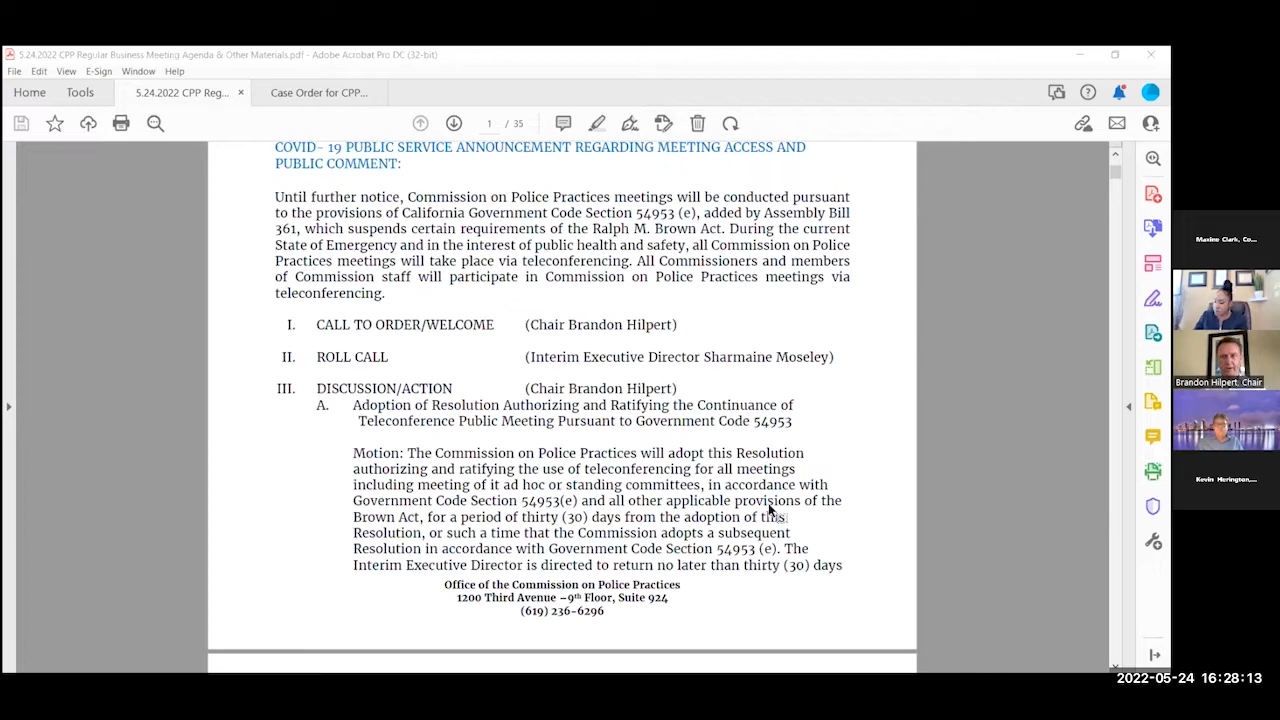 5.24.2022 CPP Regular Business Meeting Agenda & Other Materials.pdf - Adobe Acrobat Pro DC (32-bit)
File Edit View E-Sign Window Help
Home Tools 5.24.2022 CPP Reg... × Case Order for CPP...
1 / 35
COVID- 19 PUBLIC SERVICE ANNOUNCEMENT REGARDING MEETING ACCESS AND
PUBLIC COMMENT:
Until further notice, Commission on Police Practices meetings will be conducted pursuant
to the provisions of California Government Code Section 54953 (e), added by Assembly Bill
361, which suspends certain requirements of the Ralph M. Brown Act. During the current
State of Emergency and in the interest of public health and safety, all Commission on Police
Practices meetings will take place via teleconferencing. All Commissioners and members
of Commission staff will participate in Commission on Police Practices meetings via
teleconferencing.
I. CALL TO ORDER/WELCOME (Chair Brandon Hilpert)
II. ROLL CALL (Interim Executive Director Sharmaine Moseley)
III. DISCUSSION/ACTION (Chair Brandon Hilpert)
A. Adoption of Resolution Authorizing and Ratifying the Continuance of
Teleconference Public Meeting Pursuant to Government Code 54953
Motion: The Commission on Police Practices will adopt this Resolution
authorizing and ratifying the use of teleconferencing for all meetings
including meeting of it ad hoc or standing committees, in accordance with
Government Code Section 54953(e) and all other applicable provisions of the
Brown Act, for a period of thirty (30) days from the adoption of this
Resolution, or such a time that the Commission adopts a subsequent
Resolution in accordance with Government Code Section 54953 (e). The
Interim Executive Director is directed to return no later than thirty (30) days
Office of the Commission on Police Practices
1200 Third Avenue –9th Floor, Suite 924
(619) 236-6296
Maxine Clark, Co...
Brandon Hilpert, Chair
Kevin Herington,...
2022-05-24 16:28:13